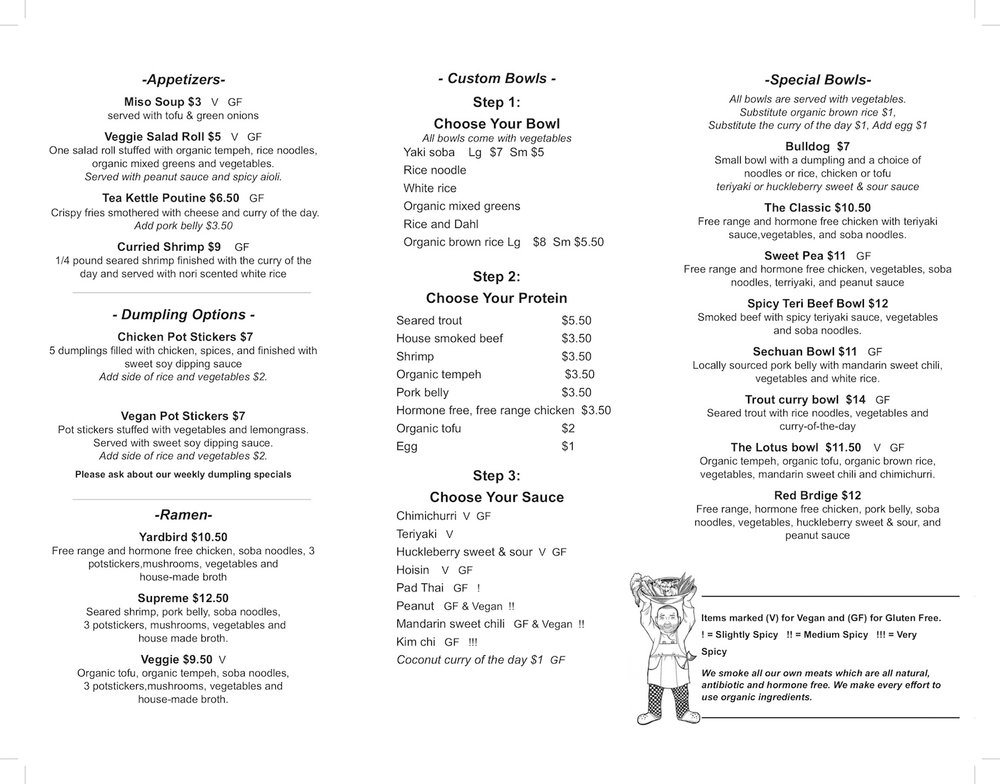 -Appetizers-
Miso Soup $3 V GF
served with tofu & green onions
Veggie Salad Roll $5 V GF
One salad roll stuffed with organic tempeh, rice noodles,
organic mixed greens and vegetables.
Served with peanut sauce and spicy aioli.
Tea Kettle Poutine $6.50 GF
Crispy fries smothered with cheese and curry of the day.
Add pork belly $3.50
Curried Shrimp $9 GF
1/4 pound seared shrimp finished with the curry of the
day and served with nori scented white rice
- Dumpling Options -
Chicken Pot Stickers $7
5 dumplings filled with chicken, spices, and finished with
sweet soy dipping sauce
Add side of rice and vegetables $2.
Vegan Pot Stickers $7
Pot stickers stuffed with vegetables and lemongrass.
Served with sweet soy dipping sauce.
Add side of rice and vegetables $2.
Please ask about our weekly dumpling specials
-Ramen-
Yardbird $10.50
Free range and hormone free chicken, soba noodles, 3
potstickers,mushrooms, vegetables and
house-made broth
Supreme $12.50
Seared shrimp, pork belly, soba noodles,
3 potstickers, mushrooms, vegetables and
house made broth.
Veggie $9.50 V
Organic tofu, organic tempeh, soba noodles,
3 potstickers,mushrooms, vegetables and
house-made broth.
- Custom Bowls -
Step 1:
Choose Your Bowl
All bowls come with vegetables
Yaki soba Lg $7 Sm $5
Rice noodle
White rice
Organic mixed greens
Rice and Dahl
Organic brown rice Lg $8 Sm $5.50
Step 2:
Choose Your Protein
Seared trout $5.50
House smoked beef $3.50
Shrimp $3.50
Organic tempeh $3.50
Pork belly $3.50
Hormone free, free range chicken $3.50
Organic tofu $2
Egg $1
Step 3:
Choose Your Sauce
Chimichurri V GF
Teriyaki V
Huckleberry sweet & sour V GF
Hoisin V GF
Pad Thai GF !
Peanut GF & Vegan !!
Mandarin sweet chili GF & Vegan !!
Kim chi GF !!!
Coconut curry of the day $1 GF
-Special Bowls-
All bowls are served with vegetables.
Substitute organic brown rice $1,
Substitute the curry of the day $1, Add egg $1
Bulldog $7
Small bowl with a dumpling and a choice of
noodles or rice, chicken or tofu
teriyaki or huckleberry sweet & sour sauce
The Classic $10.50
Free range and hormone free chicken with teriyaki
sauce,vegetables, and soba noodles.
Sweet Pea $11 GF
Free range and hormone free chicken, vegetables, soba
noodles, terriyaki, and peanut sauce
Spicy Teri Beef Bowl $12
Smoked beef with spicy teriyaki sauce, vegetables
and soba noodles.
Sechuan Bowl $11 GF
Locally sourced pork belly with mandarin sweet chili,
vegetables and white rice.
Trout curry bowl $14 GF
Seared trout with rice noodles, vegetables and
curry-of-the-day
The Lotus bowl $11.50 V GF
Organic tempeh, organic tofu, organic brown rice,
vegetables, mandarin sweet chili and chimichurri.
Red Brdige $12
Free range, hormone free chicken, pork belly, soba
noodles, vegetables, huckleberry sweet & sour, and
peanut sauce
Items marked (V) for Vegan and (GF) for Gluten Free.
! = Slightly Spicy !! = Medium Spicy !!! = Very
Spicy
We smoke all our own meats which are all natural,
antibiotic and hormone free. We make every effort to
use organic ingredients.